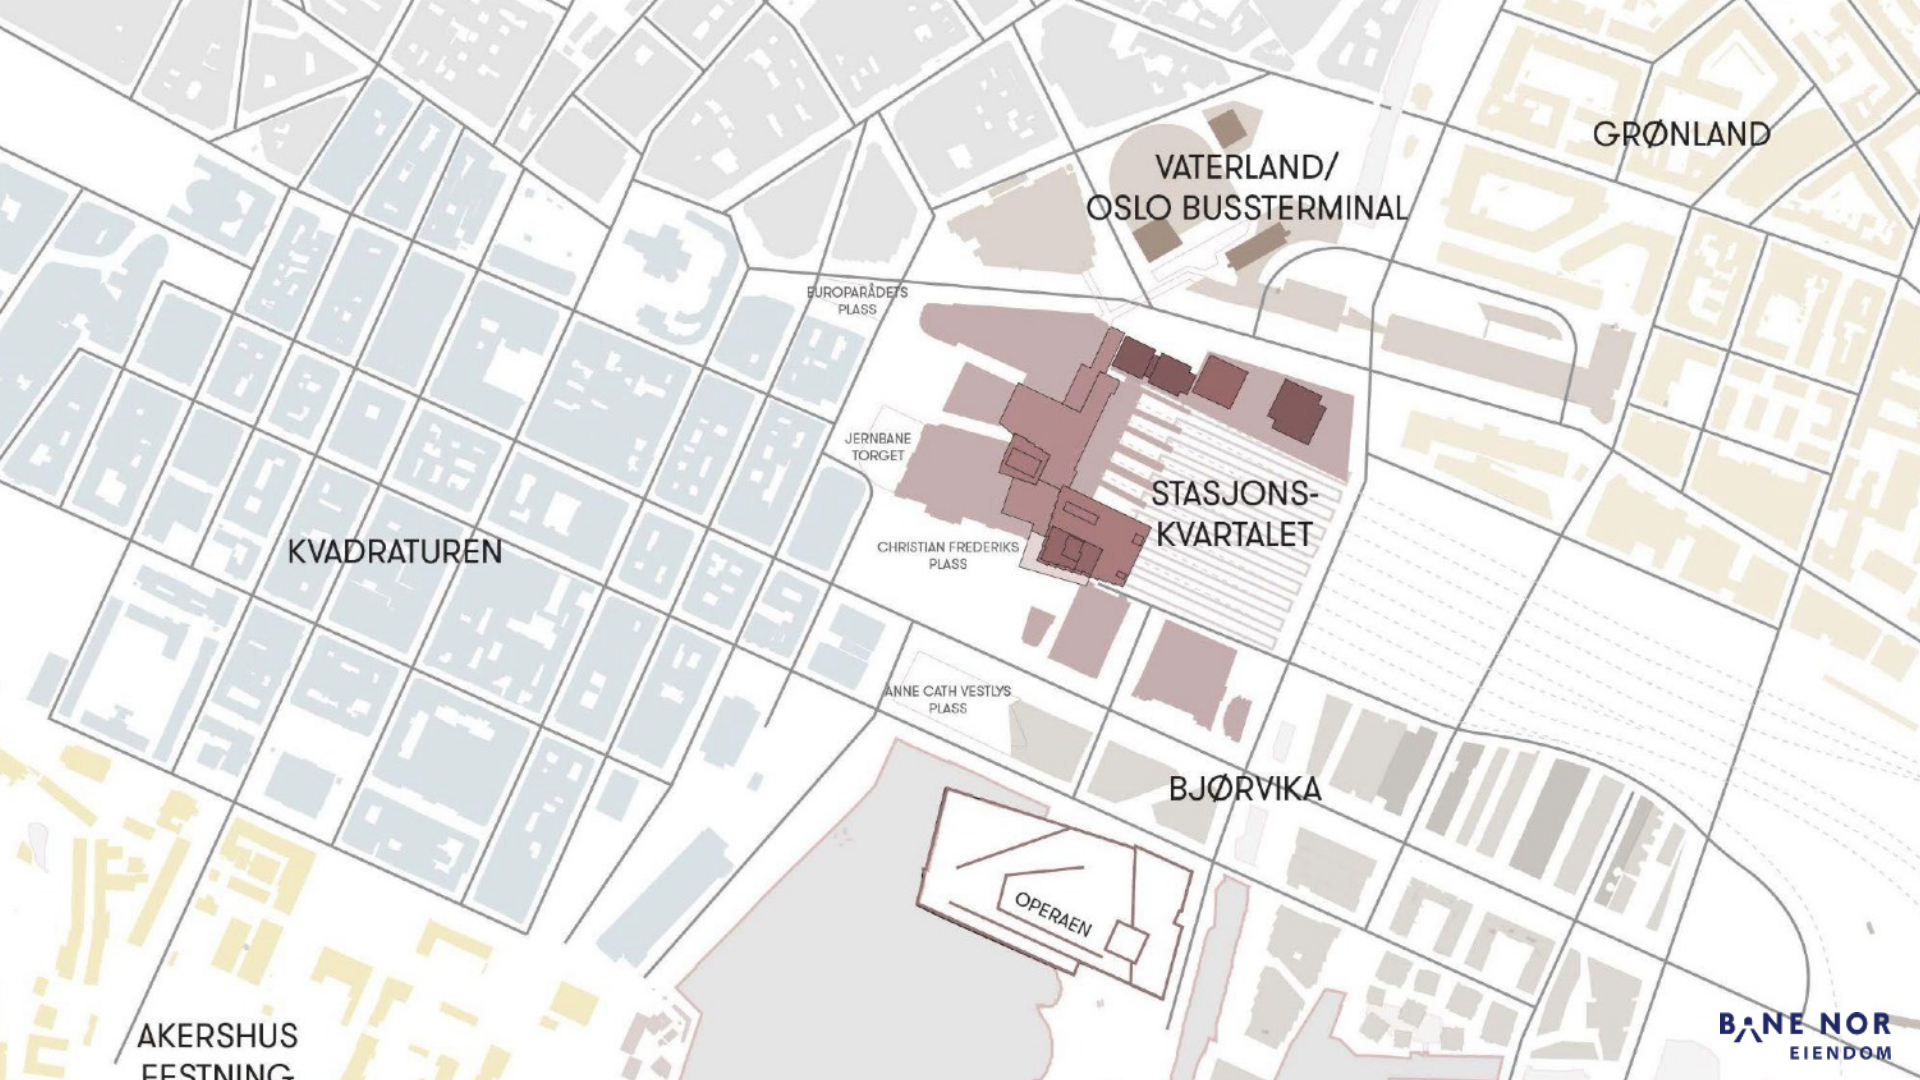 GRØNLAND
VATERLAND/
OSLO BUSSTERMINAL
EUROPARÅDETS
PLASS
JERNBANE
TORGET
STASJONS-
KVARTALET
KVADRATUREN
CHRISTIAN FREDERIKS
PLASS
ANNE CATH VESTLYS
PLASS
BJØRVIKA
OPERAEN
AKERSHUS
FESTNING
BANE NOR
EIENDOM